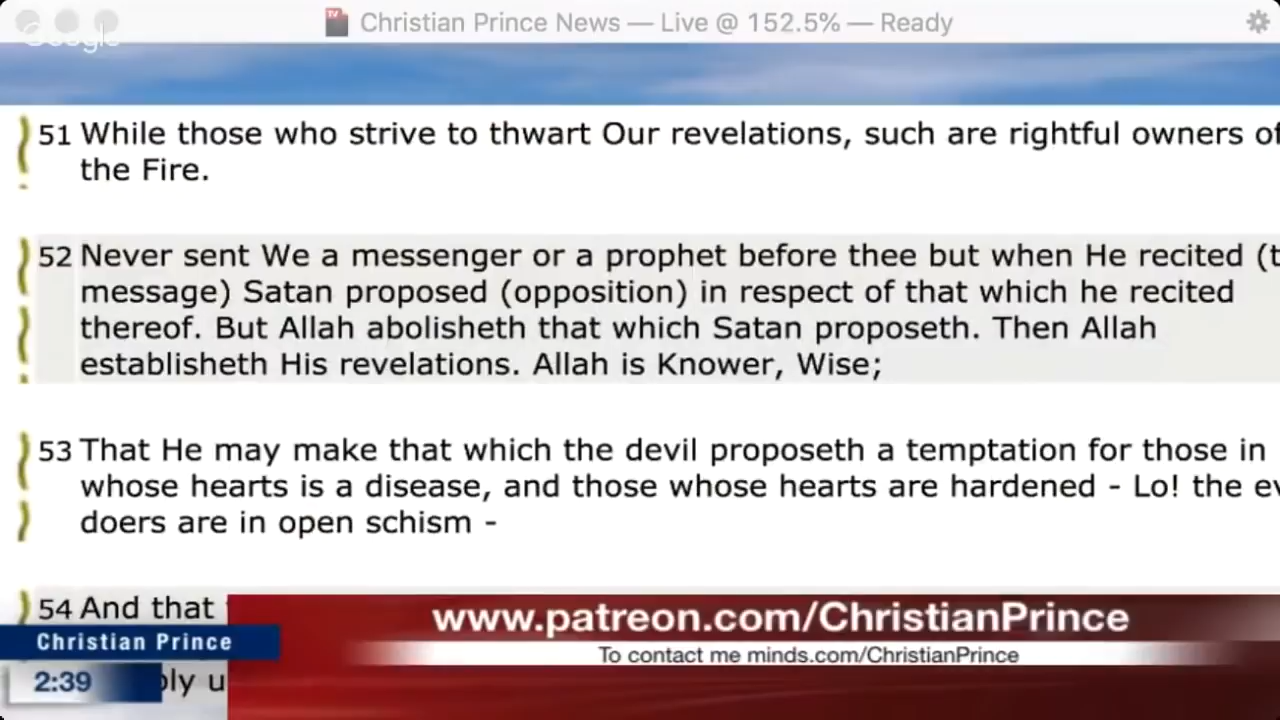 Christian Prince News — Live @ 152.5% — Ready
Google
51 While those who strive to thwart Our revelations, such are rightful owners of
the Fire.
52 Never sent We a messenger or a prophet before thee but when He recited
message) Satan proposed (opposition) in respect of that which he recited
thereof. But Allah abolisheth that which Satan proposeth. Then Allah
establisheth His revelations. Allah is Knower, Wise;
53 That He may make that which the devil proposeth a temptation for those in
whose hearts is a disease, and those whose hearts are hardened - Lo! the
doers are in open schism -
54 And that
www.patreon.com/ChristianPrince
Christian Prince
To contact me minds.com/ChristianPrince
2:39